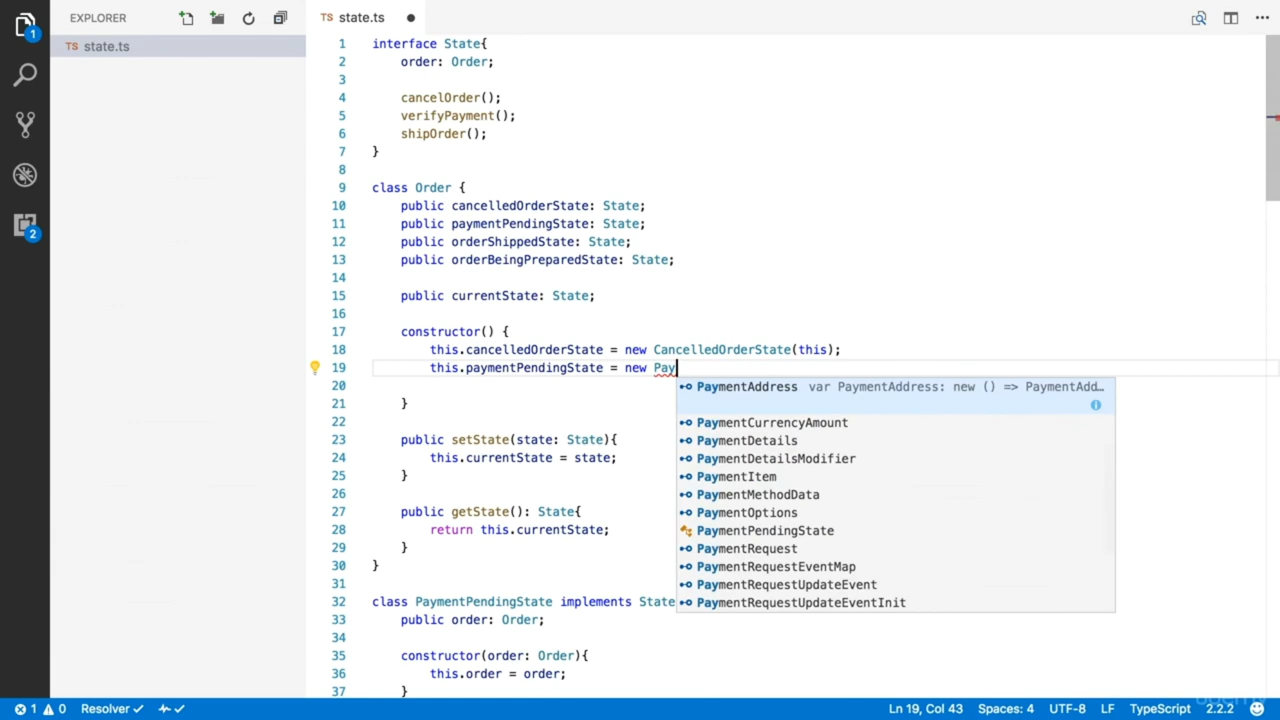 EXPLORER
TS state.ts
1
2
TS state.ts
1 interface State{
2 order: Order;
3
4 cancelOrder();
5 verifyPayment();
6 shipOrder();
7 }
8
9 class Order {
10 public cancelledOrderState: State;
11 public paymentPendingState: State;
12 public orderShippedState: State;
13 public orderBeingPreparedState: State;
14
15 public currentState: State;
16
17 constructor() {
18 this.cancelledOrderState = new CancelledOrderState(this);
19 this.paymentPendingState = new Pay
20
21 }
22
23 public setState(state: State){
24 this.currentState = state;
25 }
26
27 public getState(): State{
28 return this.currentState;
29 }
30 }
31
32 class PaymentPendingState implements State
33 public order: Order;
34
35 constructor(order: Order){
36 this.order = order;
37 }
PaymentAddress var PaymentAddress: new () => PaymentAdd…
PaymentCurrencyAmount
PaymentDetails
PaymentDetailsModifier
PaymentItem
PaymentMethodData
PaymentOptions
PaymentPendingState
PaymentRequest
PaymentRequestEventMap
PaymentRequestUpdateEvent
PaymentRequestUpdateEventInit
1 0 Resolver Ln 19, Col 43 Spaces: 4 UTF-8 LF TypeScript 2.2.2